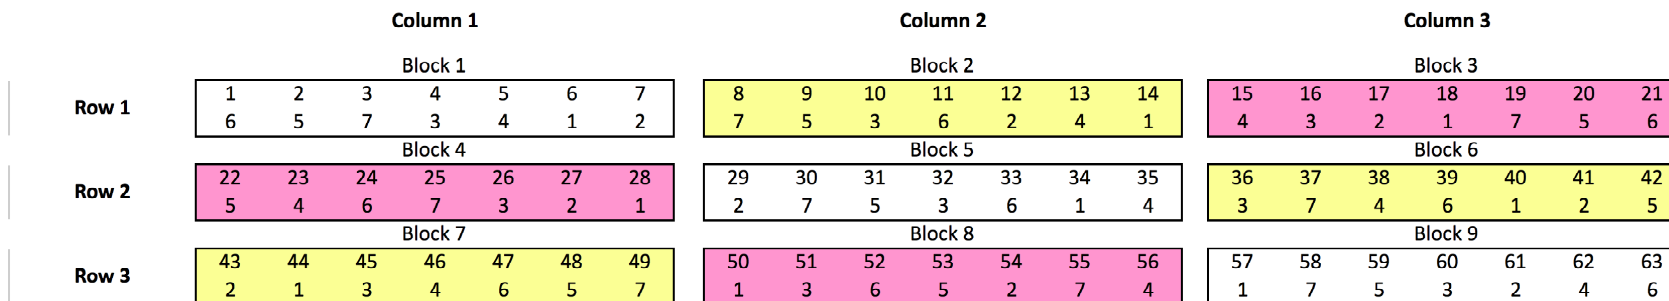 Column 1 Column 2 Column 3
Block 1 Block 2 Block 3
1 2 3 4 5 6 7 8 9 10 11 12 13 14 15 16 17 18 19 20 21
Row 1
6 5 7 3 4 1 2 7 5 3 6 2 4 1 4 3 2 1 7 5 6
Block 4 Block 5 Block 6
22 23 24 25 26 27 28 29 30 31 32 33 34 35 36 37 38 39 40 41 42
Row 2
5 4 6 7 3 2 1 2 7 5 3 6 1 4 3 7 4 6 1 2 5
Block 7 Block 8 Block 9
43 44 45 46 47 48 49 50 51 52 53 54 55 56 57 58 59 60 61 62 63
Row 3
2 1 3 4 6 5 7 1 3 6 5 2 7 4 1 7 5 3 2 4 6